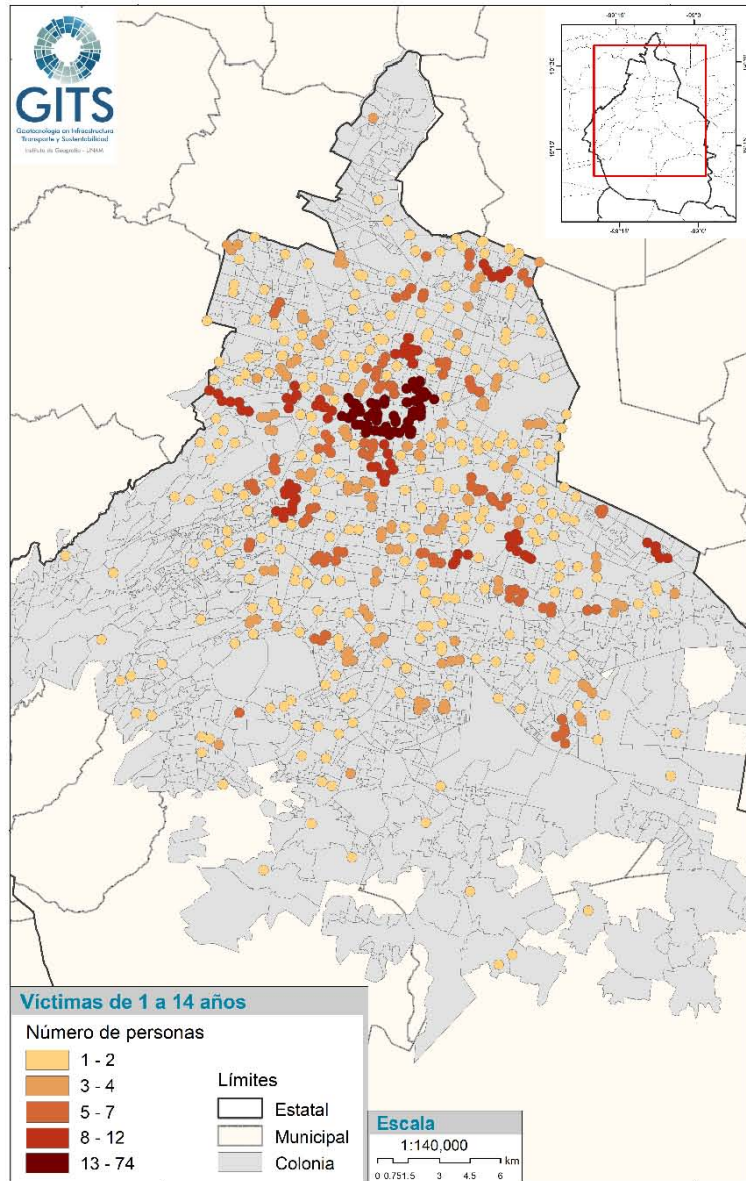 GITS
Geotecnología en Infraestructura
Transporte y Sustentabilidad
Instituto de Geografía - UNAM
Víctimas de 1 a 14 años
Número de personas
1 - 2
3 - 4
5 - 7
8 - 12
13 - 74
Límites
Estatal
Municipal
Colonia
Escala
1:140,000
km
0 0.75 1.5 3 4.5 6